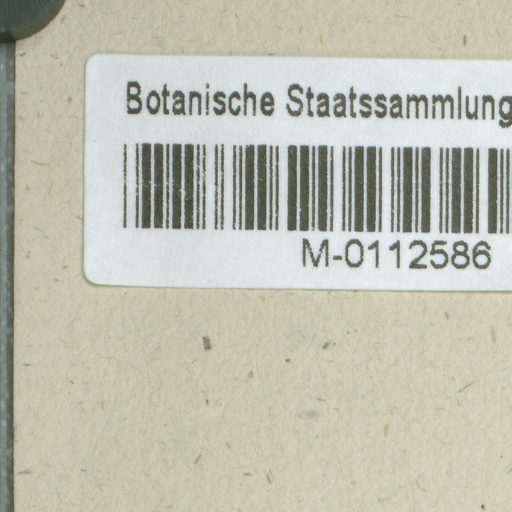 Botanische Staatssammlung
M-0112586